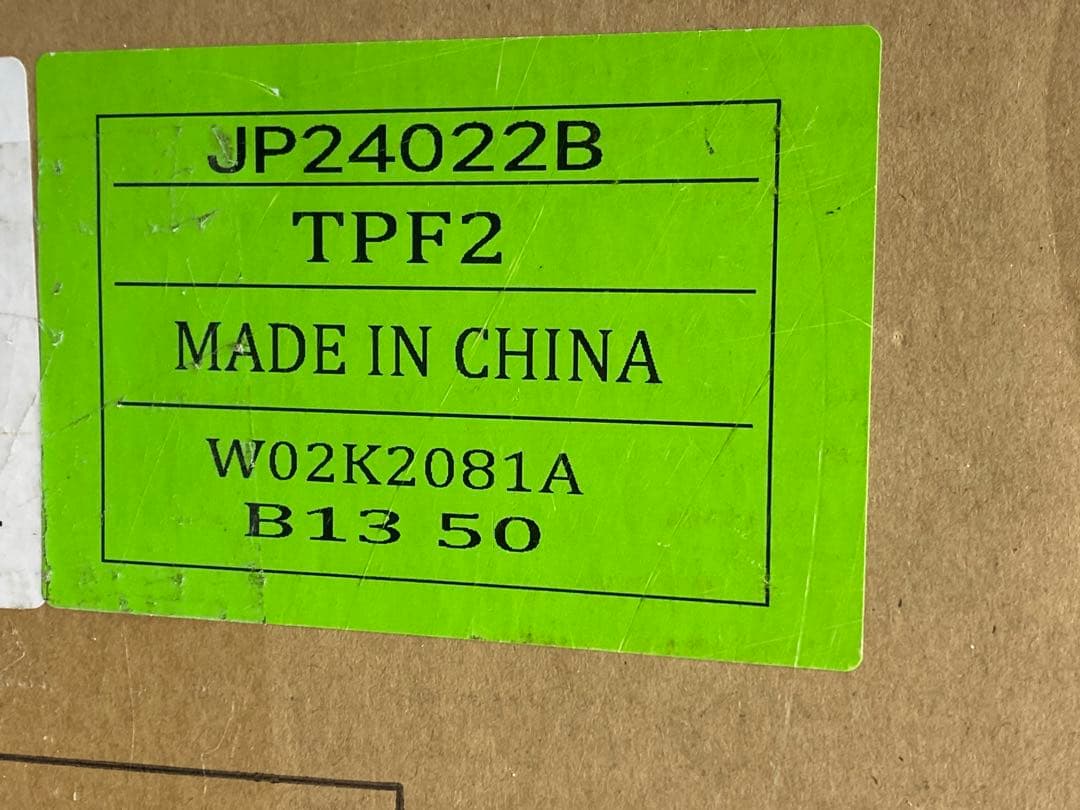 JP24022B
TPF2
MADE IN CHINA
W02K2081A
B13 50